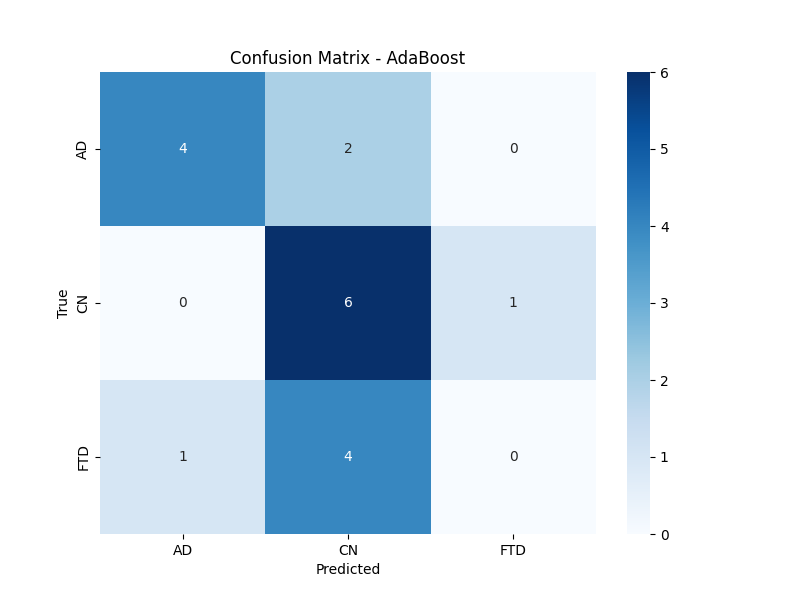 Confusion Matrix - AdaBoost
True
AD
4 2 0
CN
0 6 1
FTD
1 4 0
AD CN FTD
Predicted
6
5
4
3
2
1
0